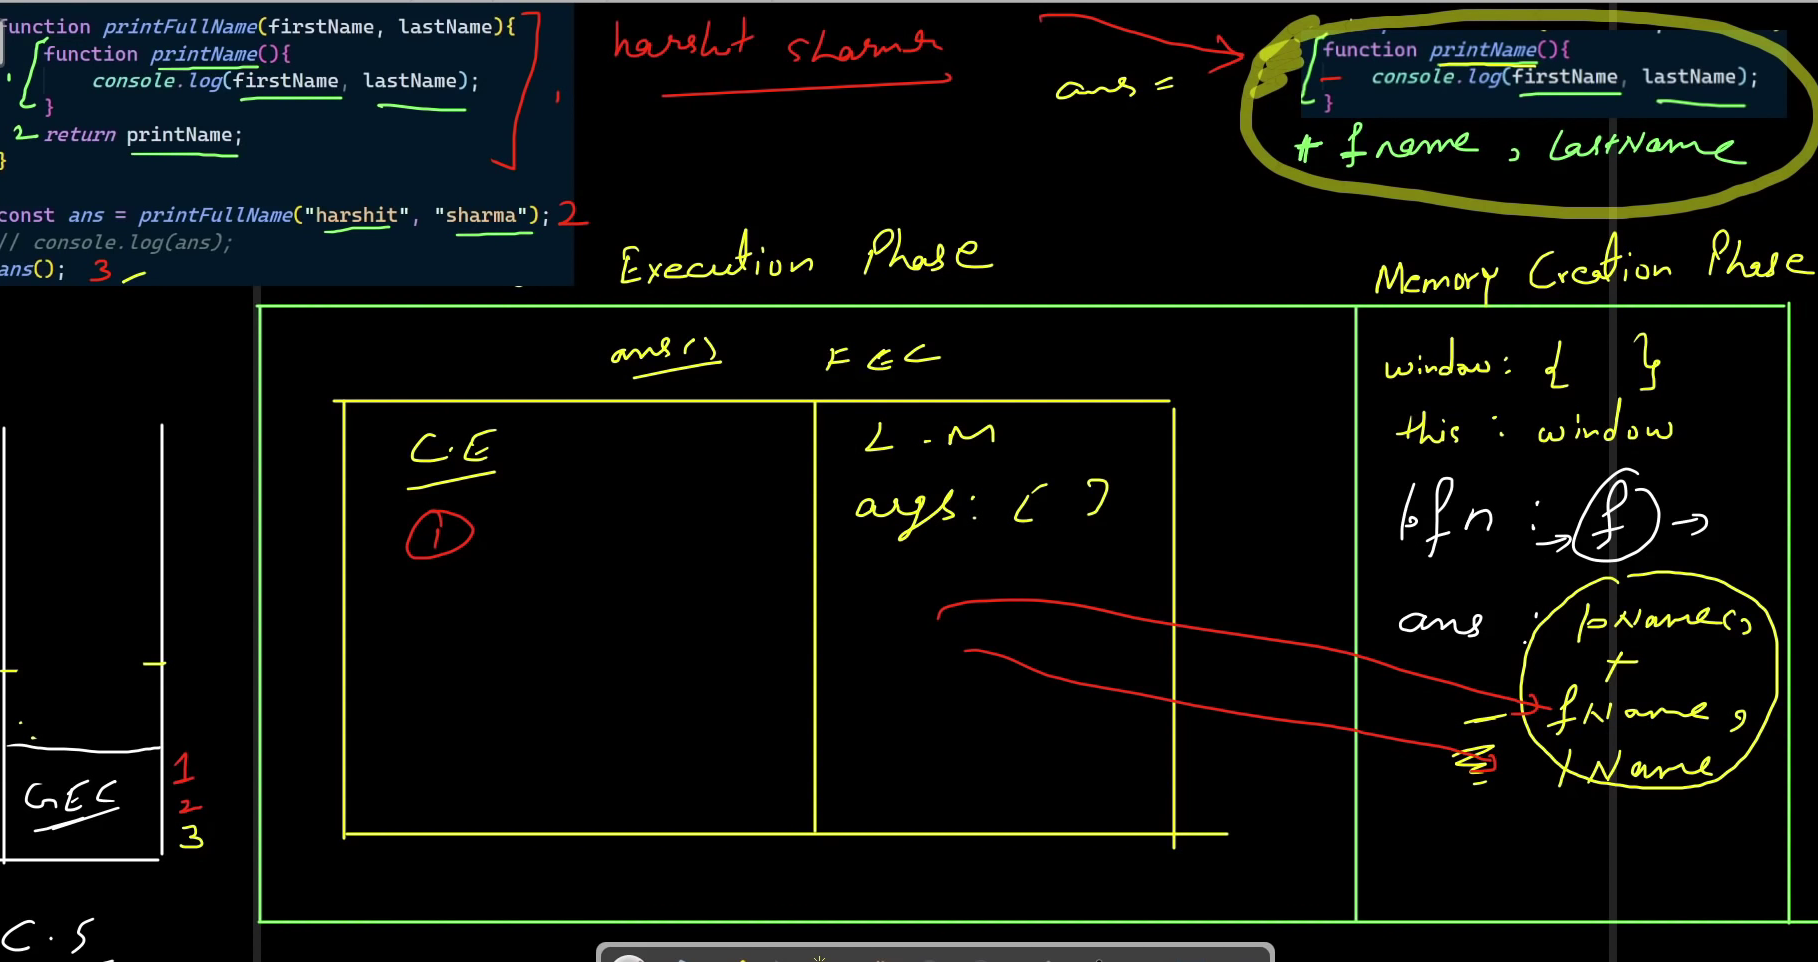 function printFullName(firstName, lastName){
function printName(){
console.log(firstName, lastName);
}
2 return printName;
}
const ans = printFullName("harshit", "sharma"); 2
// console.log(ans);
ans(); 3
harshit sharma
ans =
function printName(){
console.log(firstName, lastName);
}
+ fname, lastName
Execution Phase
Memory Creation Phase
ans() FEC
C.E
1
L.M
args: [ ]
window: { }
this: window
pfn : f →
ans : pName()
+
fName,
lName
GEC
1
2
3
C.S